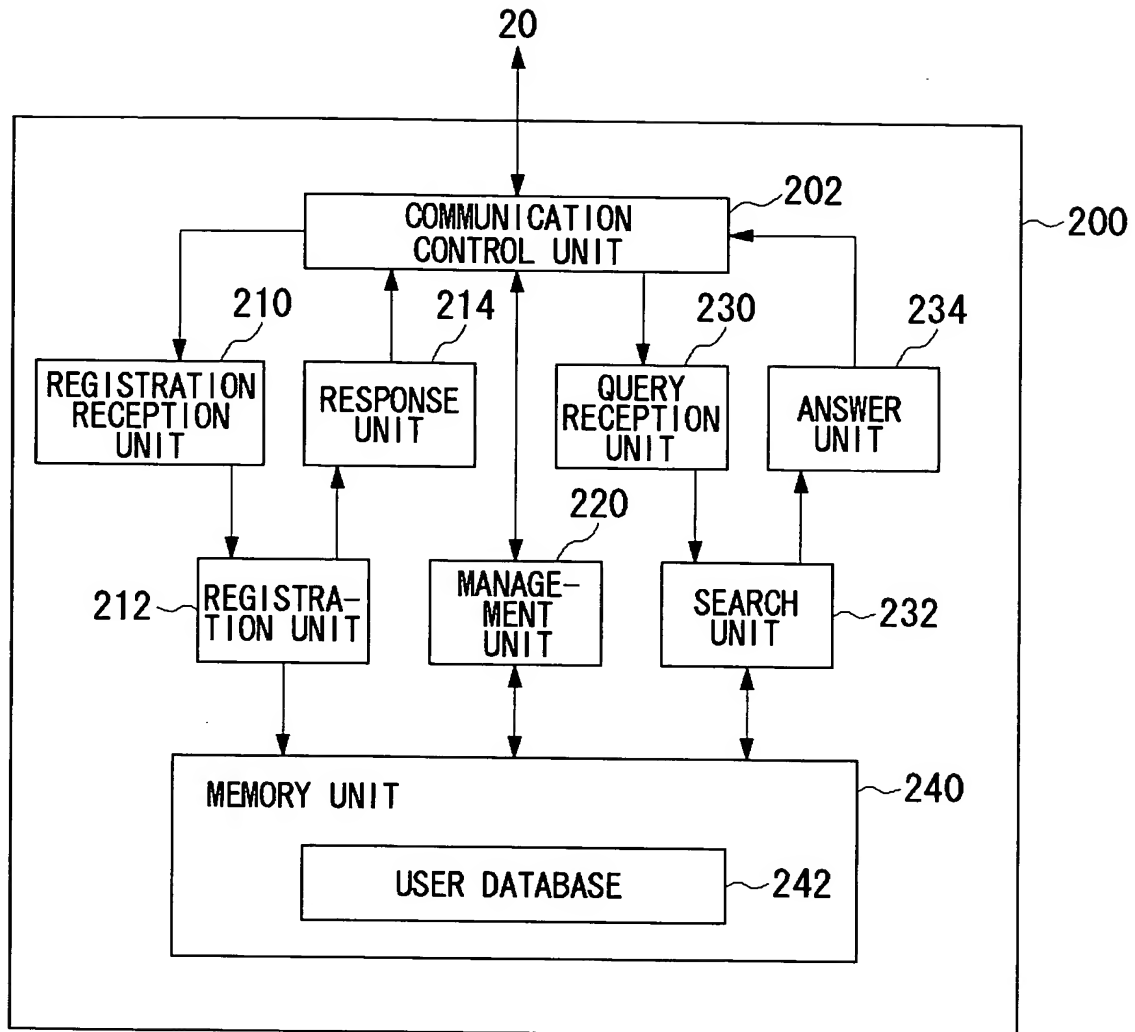 20
COMMUNICATION
CONTROL UNIT
202
200
210
214
230
234
REGISTRATION
RECEPTION
UNIT
RESPONSE
UNIT
QUERY
RECEPTION
UNIT
ANSWER
UNIT
220
212
REGISTRA-
TION UNIT
MANAGE-
MENT
UNIT
SEARCH
UNIT
232
MEMORY UNIT
240
USER DATABASE
242